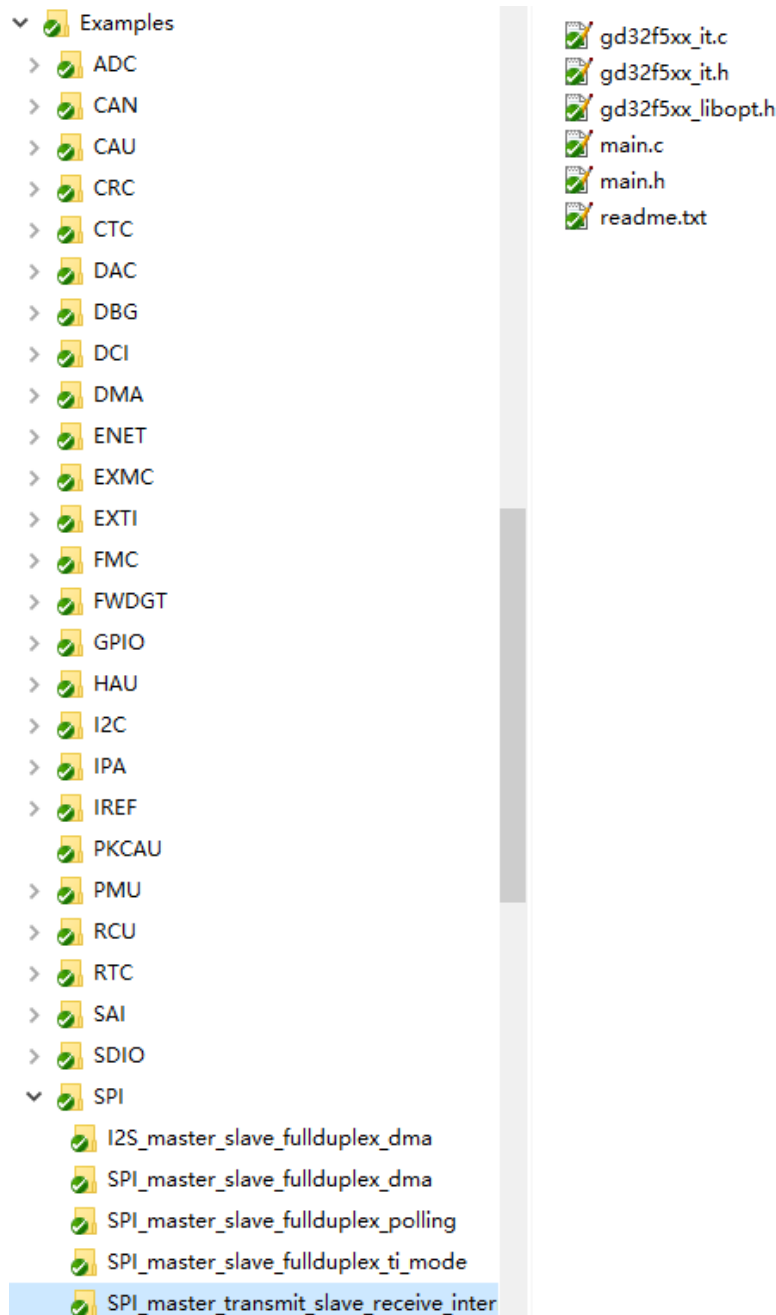 Examples
ADC
CAN
CAU
CRC
CTC
DAC
DBG
DCI
DMA
ENET
EXMC
EXTI
FMC
FWDGT
GPIO
HAU
I2C
IPA
IREF
PKCAU
PMU
RCU
RTC
SAI
SDIO
SPI
I2S_master_slave_fullduplex_dma
SPI_master_slave_fullduplex_dma
SPI_master_slave_fullduplex_polling
SPI_master_slave_fullduplex_ti_mode
SPI_master_transmit_slave_receive_inter
gd32f5xx_it.c
gd32f5xx_it.h
gd32f5xx_libopt.h
main.c
main.h
readme.txt